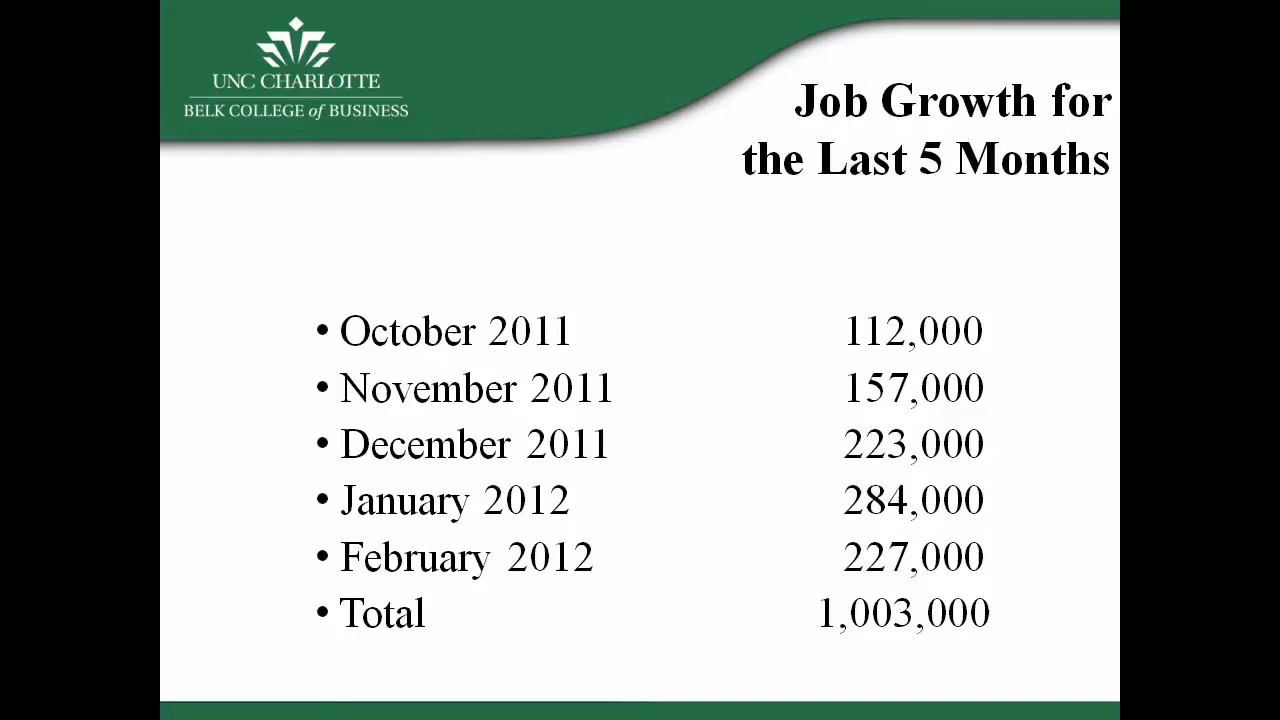 UNC CHARLOTTE
BELK COLLEGE of BUSINESS
Job Growth for
the Last 5 Months
• October 2011 112,000
• November 2011 157,000
• December 2011 223,000
• January 2012 284,000
• February 2012 227,000
• Total 1,003,000